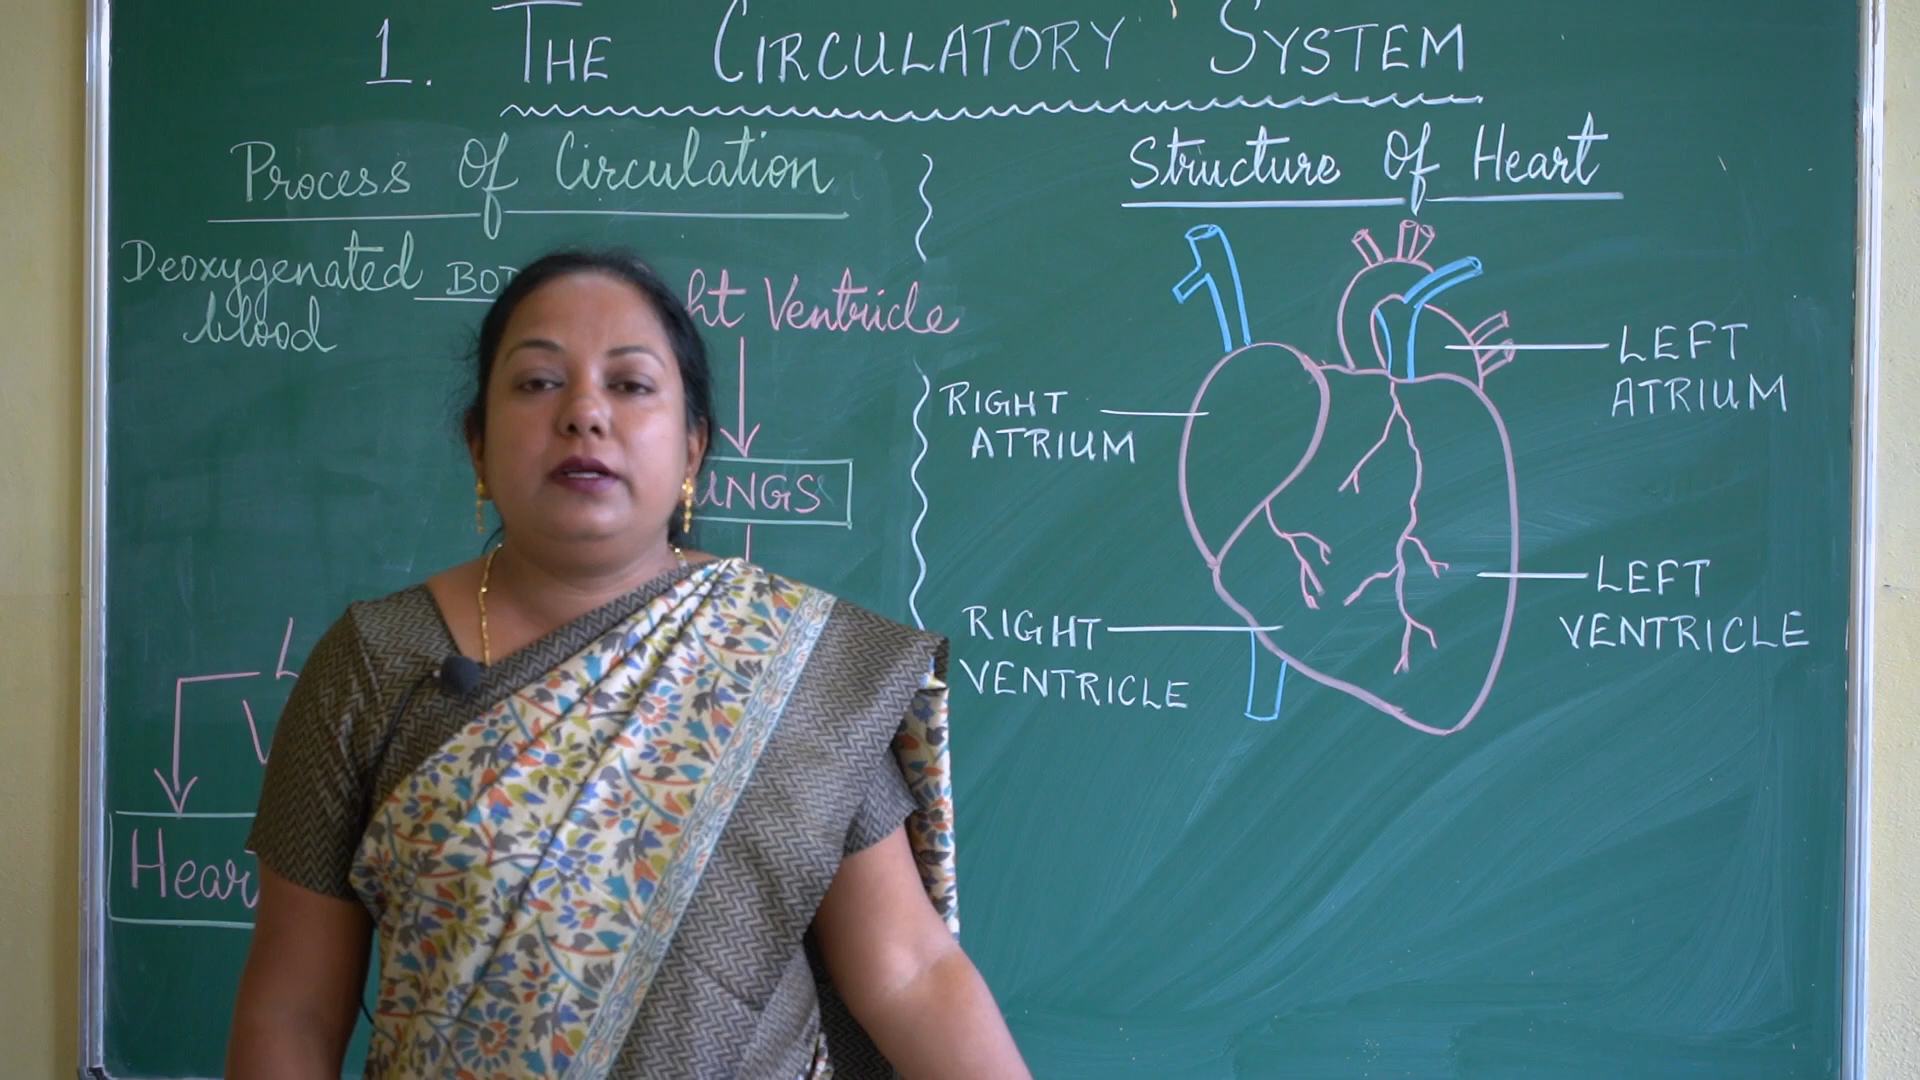 1. THE CIRCULATORY SYSTEM
Process Of Circulation
Deoxygenated
blood
Ventricle
Structure Of Heart
RIGHT
ATRIUM
LEFT
ATRIUM
RIGHT
VENTRICLE
LEFT
VENTRICLE